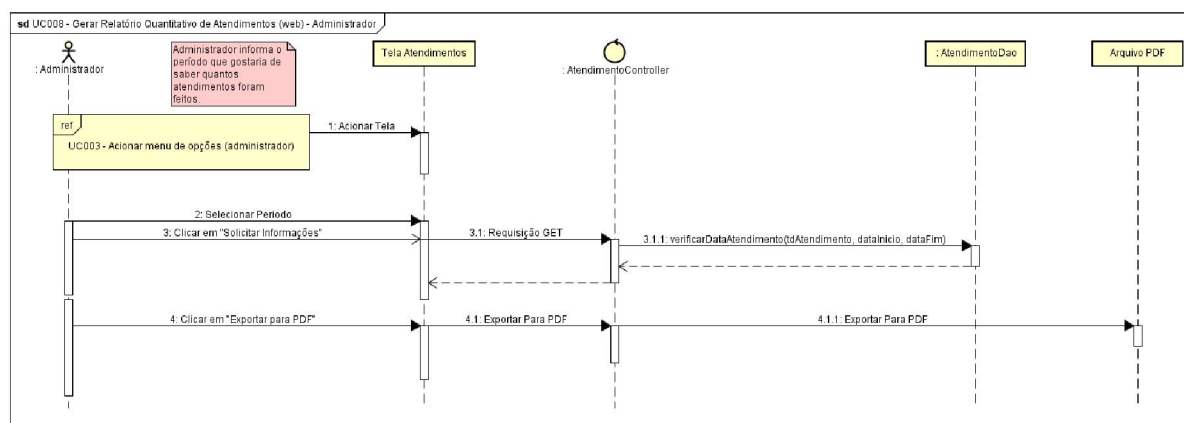 sd UC008 - Gerar Relatório Quantitativo de Atendimentos (web) - Administrador
: Administrador
Administrador informa o
período que gostaria de
saber quantos
atendimentos foram
feitos.
Tela Atendimentos
: AtendimentoController
: AtendimentoDao
Arquivo PDF
ref
UC003 - Acionar menu de opções (administrador)
1: Acionar Tela
2: Selecionar Periodo
3: Clicar em "Solicitar Informações"
3.1: Requisição GET
3.1.1: verificarDataAtendimento(tdAtendimento, dataInicio, dataFim)
4: Clicar em "Exportar para PDF"
4.1: Exportar Para PDF
4.1.1: Exportar Para PDF